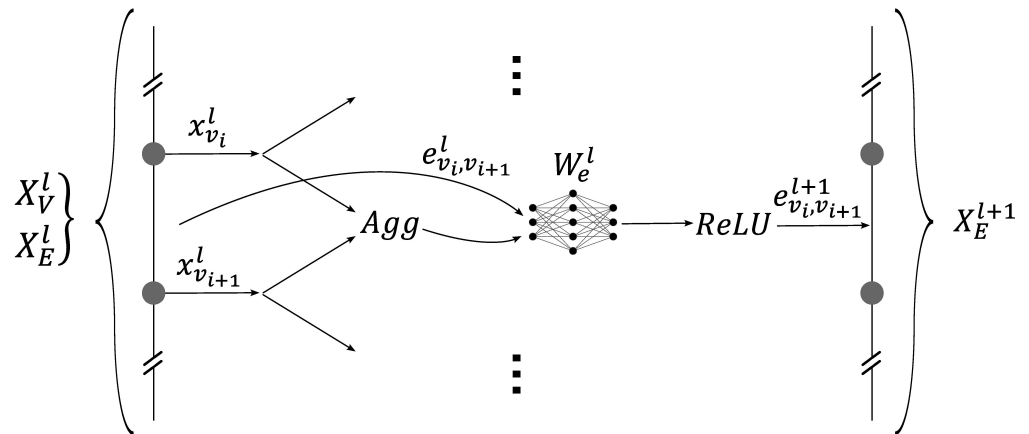 X_V^l
X_E^l
x_{v_i}^l
x_{v_{i+1}}^l
Agg
e_{v_i,v_{i+1}}^l
W_e^l
ReLU
e_{v_i,v_{i+1}}^{l+1}
X_E^{l+1}